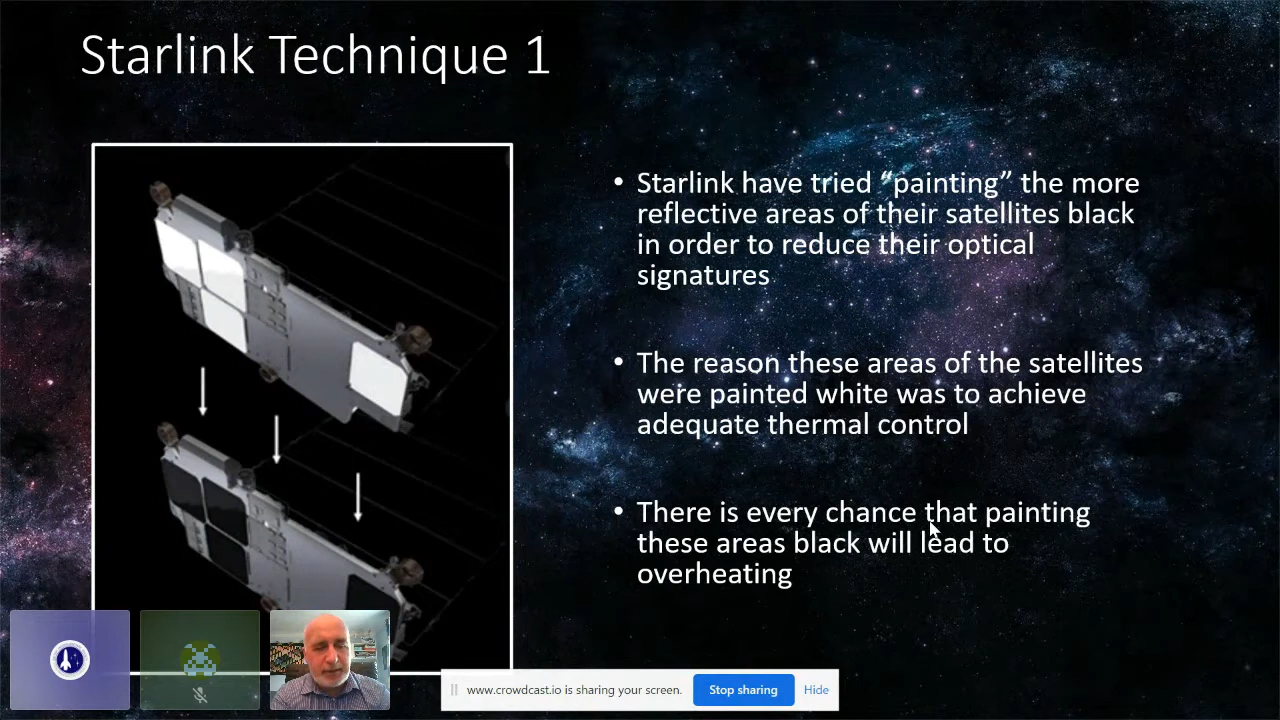 Starlink Technique 1
• Starlink have tried “painting” the more
reflective areas of their satellites black
in order to reduce their optical
signatures
• The reason these areas of the satellites
were painted white was to achieve
adequate thermal control
• There is every chance that painting
these areas black will lead to
overheating
www.crowdcast.io is sharing your screen.
Stop sharing
Hide